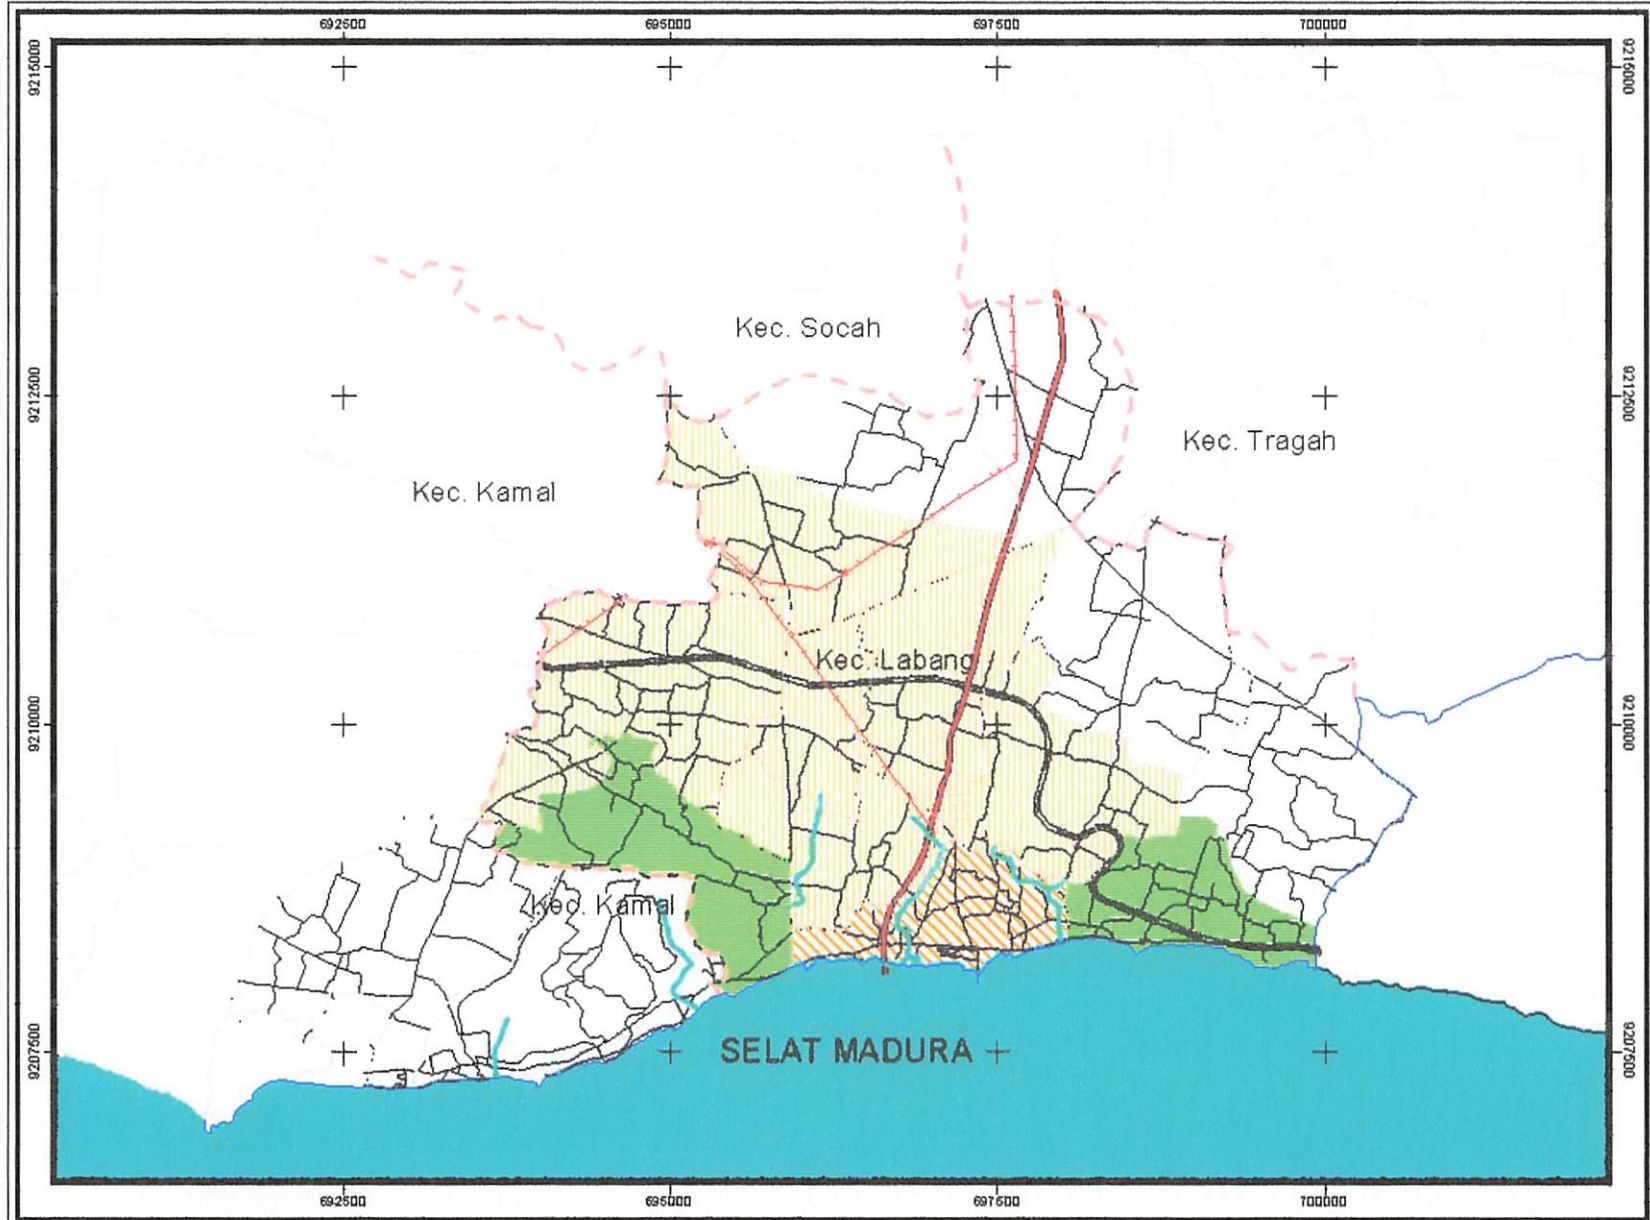 692500 695000 697500 700000
9215000 9215000
Kec. Socah
9212500 9212500
Kec. Tragah
Kec. Kamal
Kec. Labang
9210000 9210000
Kec. Kamal
SELAT MADURA
9207500 9207500
692500 695000 697500 700000